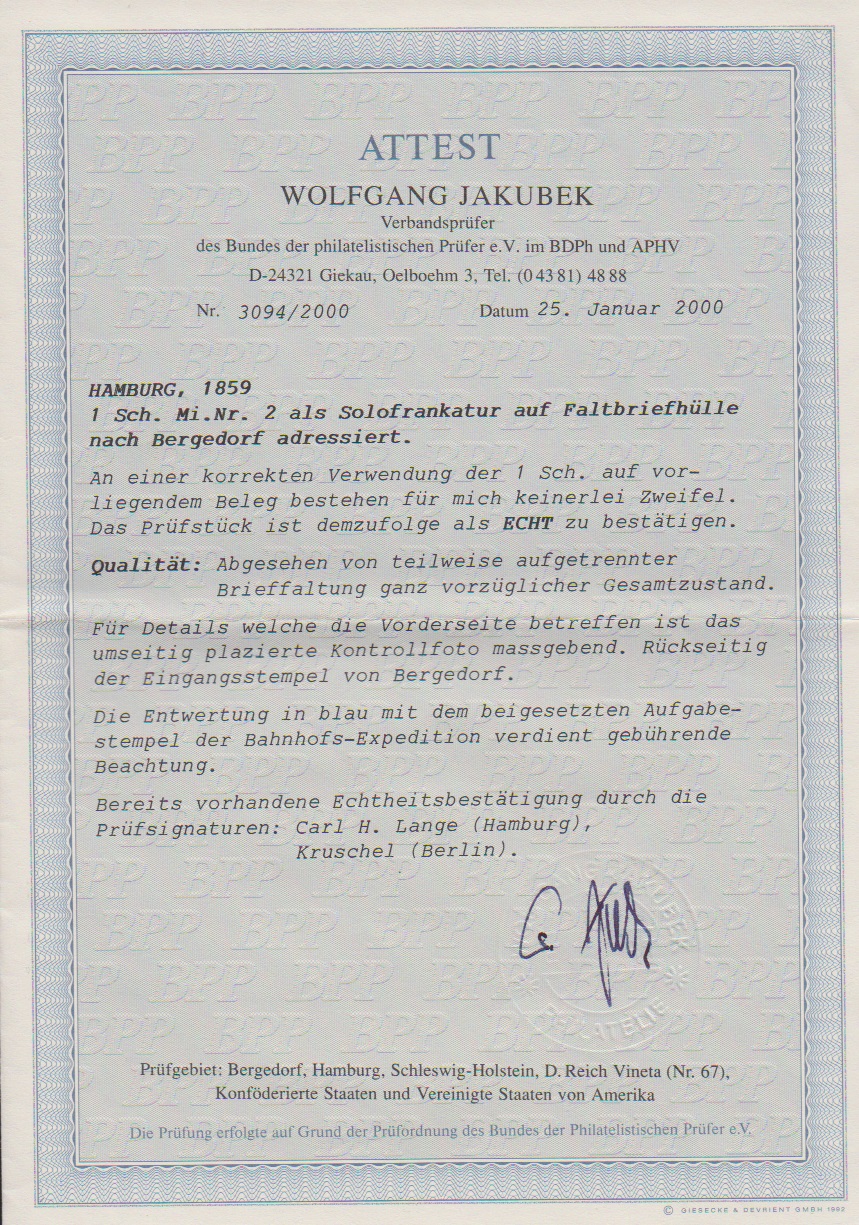 ATTEST
WOLFGANG JAKUBEK
Verbandsprüfer
des Bundes der philatelistischen Prüfer e.V. im BDPh und APHV
D-24321 Giekau, Oelboehm 3, Tel. (0 43 81) 48 88
Nr. 3094/2000 Datum 25. Januar 2000
HAMBURG, 1859
1 Sch. Mi.Nr. 2 als Solofrankatur auf Faltbriefhülle
nach Bergedorf adressiert.
An einer korrekten Verwendung der 1 Sch. auf vor-
liegendem Beleg bestehen für mich keinerlei Zweifel.
Das Prüfstück ist demzufolge als ECHT zu bestätigen.
Qualität: Abgesehen von teilweise aufgetrennter
Brieffaltung ganz vorzüglicher Gesamtzustand.
Für Details welche die Vorderseite betreffen ist das
umseitig plazierte Kontrollfoto massgebend. Rückseitig
der Eingangsstempel von Bergedorf.
Die Entwertung in blau mit dem beigesetzten Aufgabe-
stempel der Bahnhofs-Expedition verdient gebührende
Beachtung.
Bereits vorhandene Echtheitsbestätigung durch die
Prüfsignaturen: Carl H. Lange (Hamburg),
Kruschel (Berlin).
PHILATELIE
Prüfgebiet: Bergedorf, Hamburg, Schleswig-Holstein, D. Reich Vineta (Nr. 67),
Konföderierte Staaten und Vereinigte Staaten von Amerika
Die Prüfung erfolgte auf Grund der Prüfordnung des Bundes der Philatelistischen Prüfer e.V.
© GIESECKE & DEVRIENT GMBH 1992